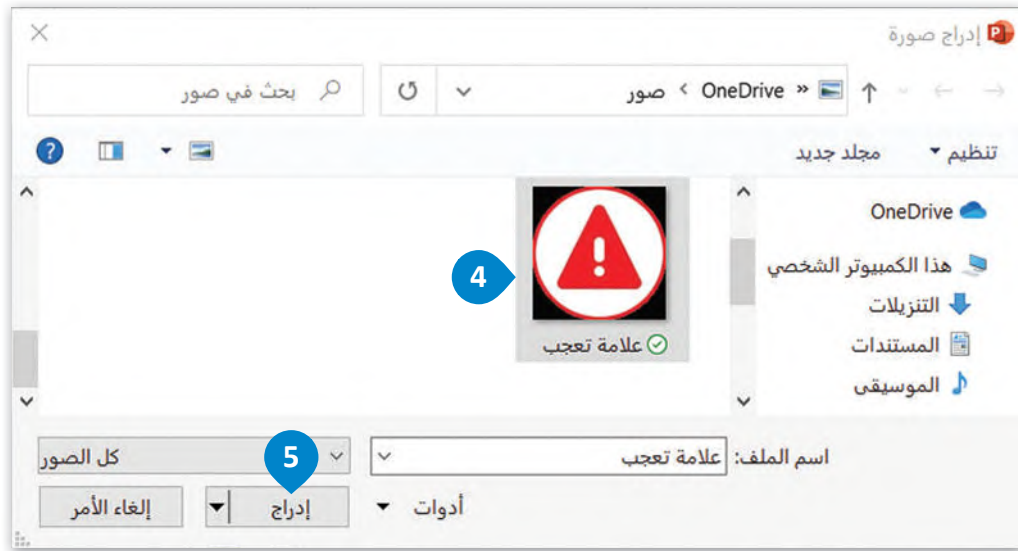 إدراج صورة
OneDrive » صور
بحث في صور
تنظيم
مجلد جديد
OneDrive
هذا الكمبيوتر الشخصي
التنزيلات
المستندات
الموسيقى
4
علامة تعجب
اسم الملف: علامة تعجب
كل الصور
5
أدوات
إدراج
إلغاء الأمر